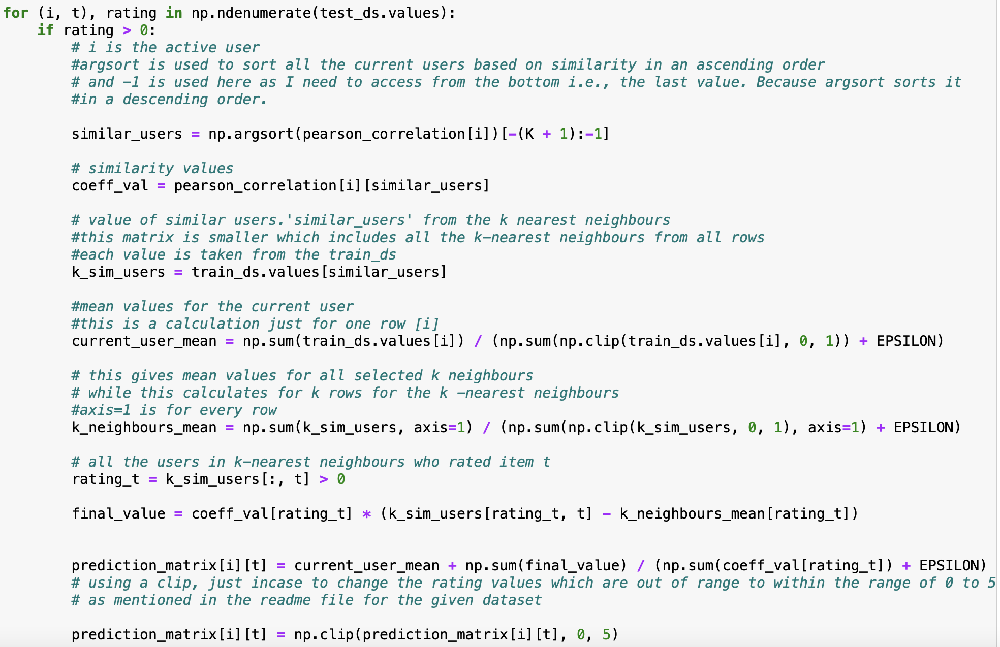 for (i, t), rating in np.ndenumerate(test_ds.values):
    if rating > 0:
        # i is the active user
        #argsort is used to sort all the current users based on similarity in an ascending order
        # and -1 is used here as I need to access from the bottom i.e., the last value. Because argsort sorts it
        #in a descending order.
        similar_users = np.argsort(pearson_correlation[i])[-(K + 1):-1]
        # similarity values
        coeff_val = pearson_correlation[i][similar_users]
        # value of similar users.'similar_users' from the k nearest neighbours
        #this matrix is smaller which includes all the k-nearest neighbours from all rows
        #each value is taken from the train_ds
        k_sim_users = train_ds.values[similar_users]
        #mean values for the current user
        #this is a calculation just for one row [i]
        current_user_mean = np.sum(train_ds.values[i]) / (np.sum(np.clip(train_ds.values[i], 0, 1)) + EPSILON)
        # this gives mean values for all selected k neighbours
        # while this calculates for k rows for the k -nearest neighbours
        #axis=1 is for every row
        k_neighbours_mean = np.sum(k_sim_users, axis=1) / (np.sum(np.clip(k_sim_users, 0, 1), axis=1) + EPSILON)
        # all the users in k-nearest neighbours who rated item t
        rating_t = k_sim_users[:, t] > 0
        final_value = coeff_val[rating_t] * (k_sim_users[rating_t, t] - k_neighbours_mean[rating_t])
        prediction_matrix[i][t] = current_user_mean + np.sum(final_value) / (np.sum(coeff_val[rating_t]) + EPSILON)
        # using a clip, just incase to change the rating values which are out of range to within the range of 0 to 5
        # as mentioned in the readme file for the given dataset
        prediction_matrix[i][t] = np.clip(prediction_matrix[i][t], 0, 5)